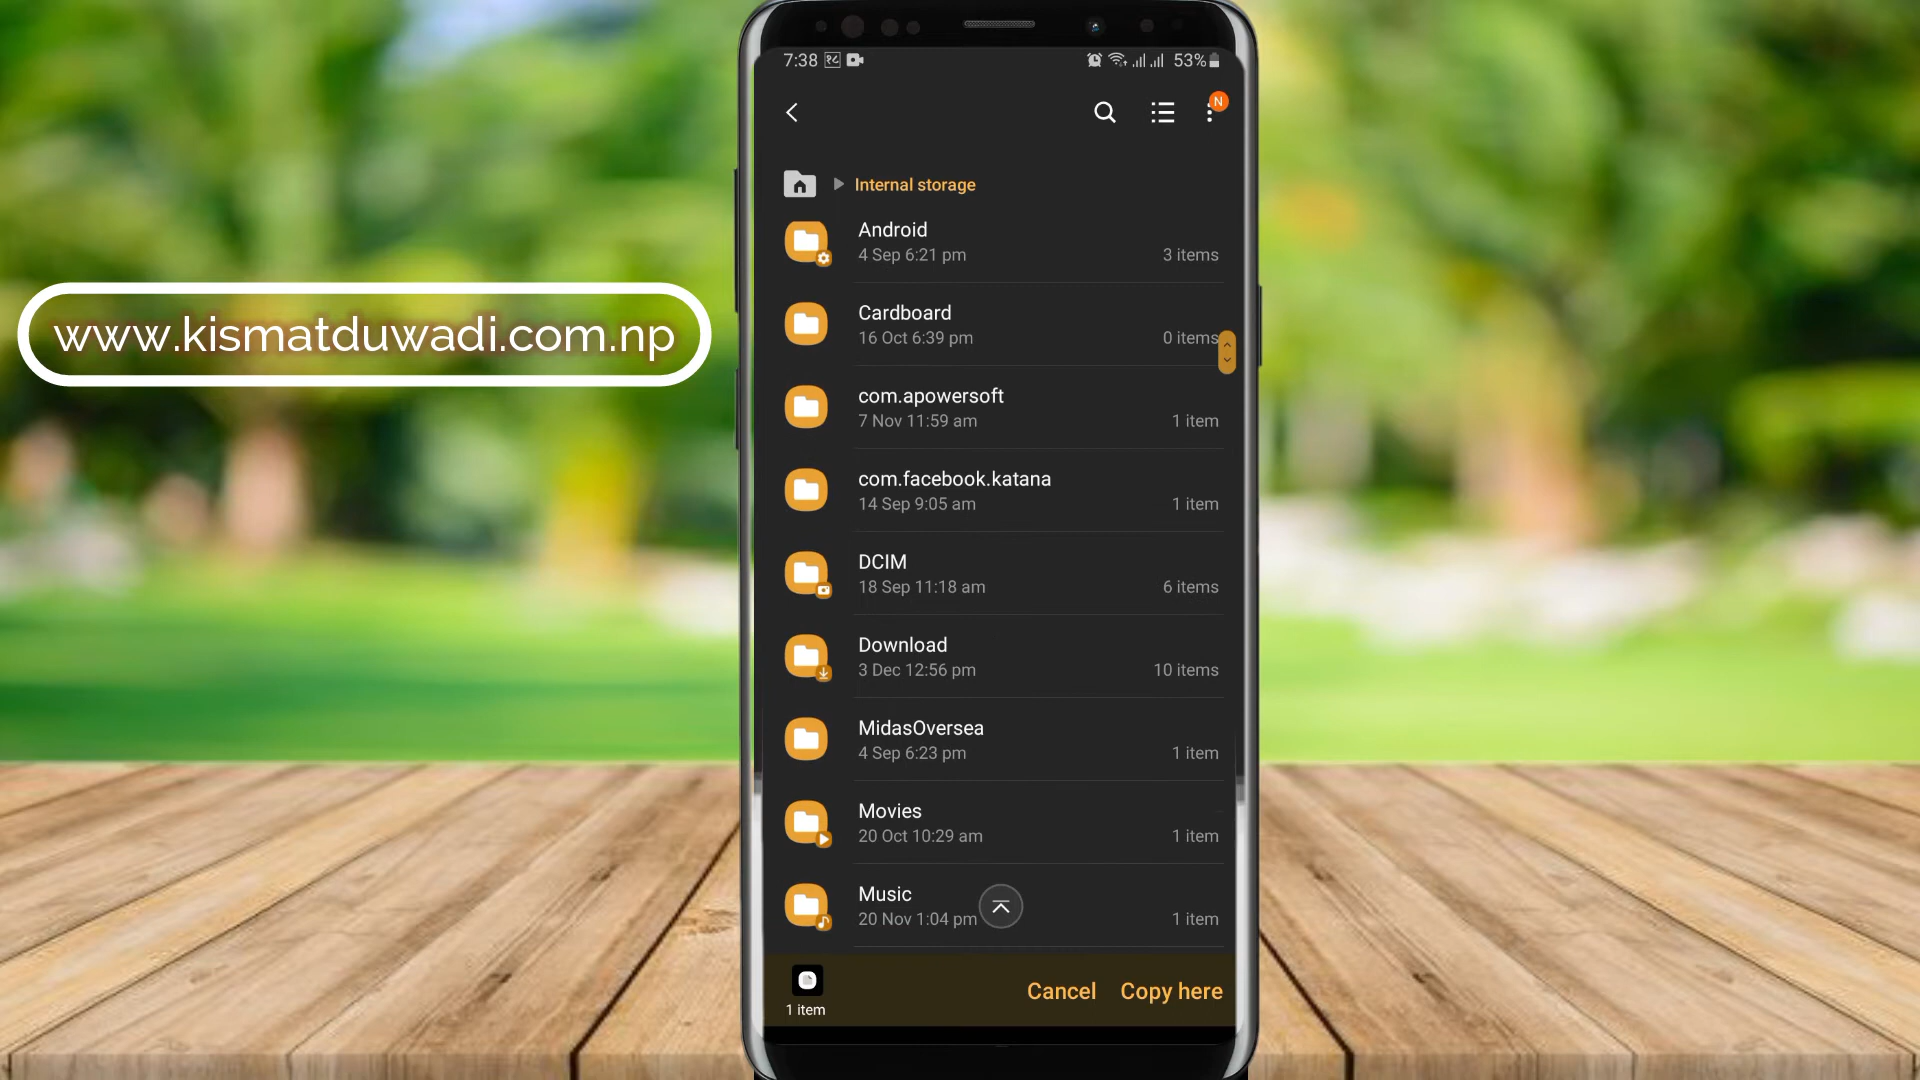 www.kismatduwadi.com.np
7:38
53%
N
Internal storage
Android
4 Sep 6:21 pm
3 items
Cardboard
16 Oct 6:39 pm
0 items
com.apowersoft
7 Nov 11:59 am
1 item
com.facebook.katana
14 Sep 9:05 am
1 item
DCIM
18 Sep 11:18 am
6 items
Download
3 Dec 12:56 pm
10 items
MidasOversea
4 Sep 6:23 pm
1 item
Movies
20 Oct 10:29 am
1 item
Music
20 Nov 1:04 pm
1 item
1 item
Cancel
Copy here